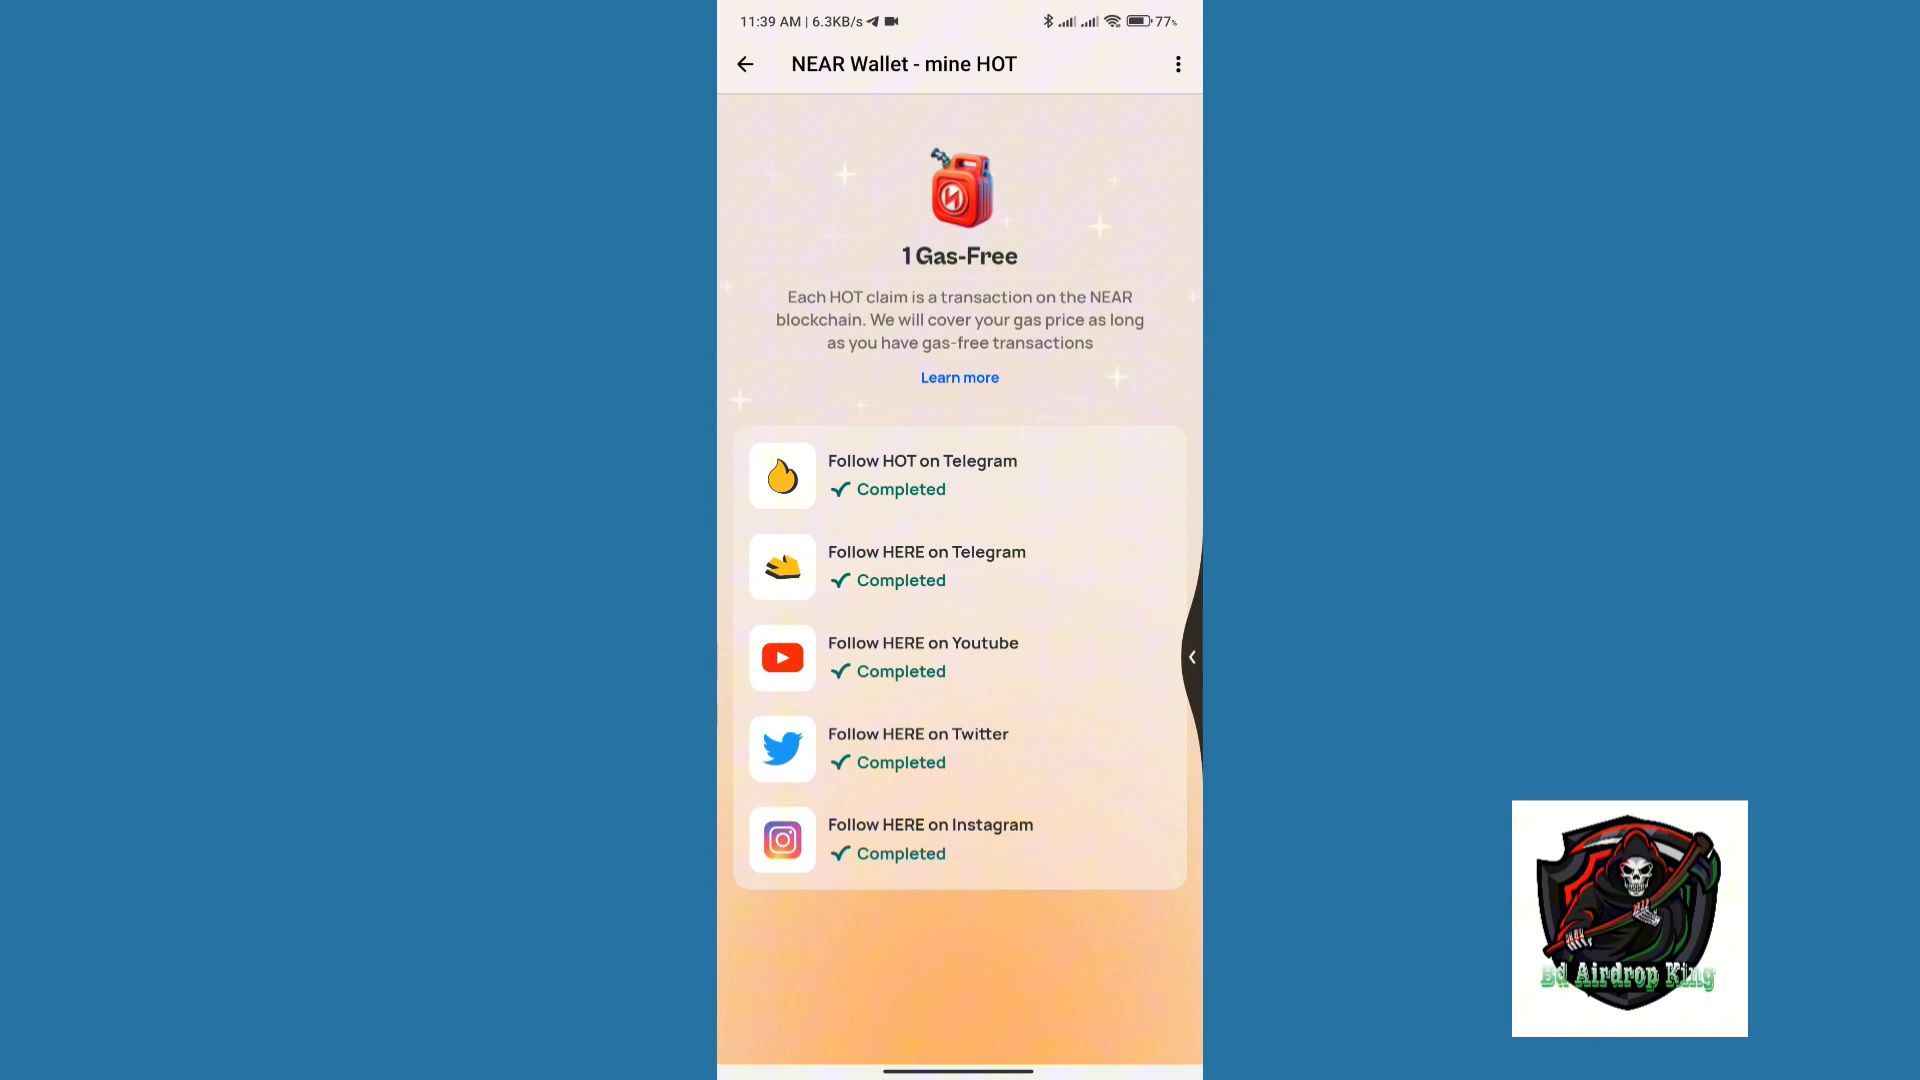 11:39 AM | 6.3KB/s
77%
NEAR Wallet - mine HOT
1 Gas-Free
Each HOT claim is a transaction on the NEAR
blockchain. We will cover your gas price as long
as you have gas-free transactions
Learn more
Follow HOT on Telegram
Completed
Follow HERE on Telegram
Completed
Follow HERE on Youtube
Completed
Follow HERE on Twitter
Completed
Follow HERE on Instagram
Completed
Bd Airdrop King